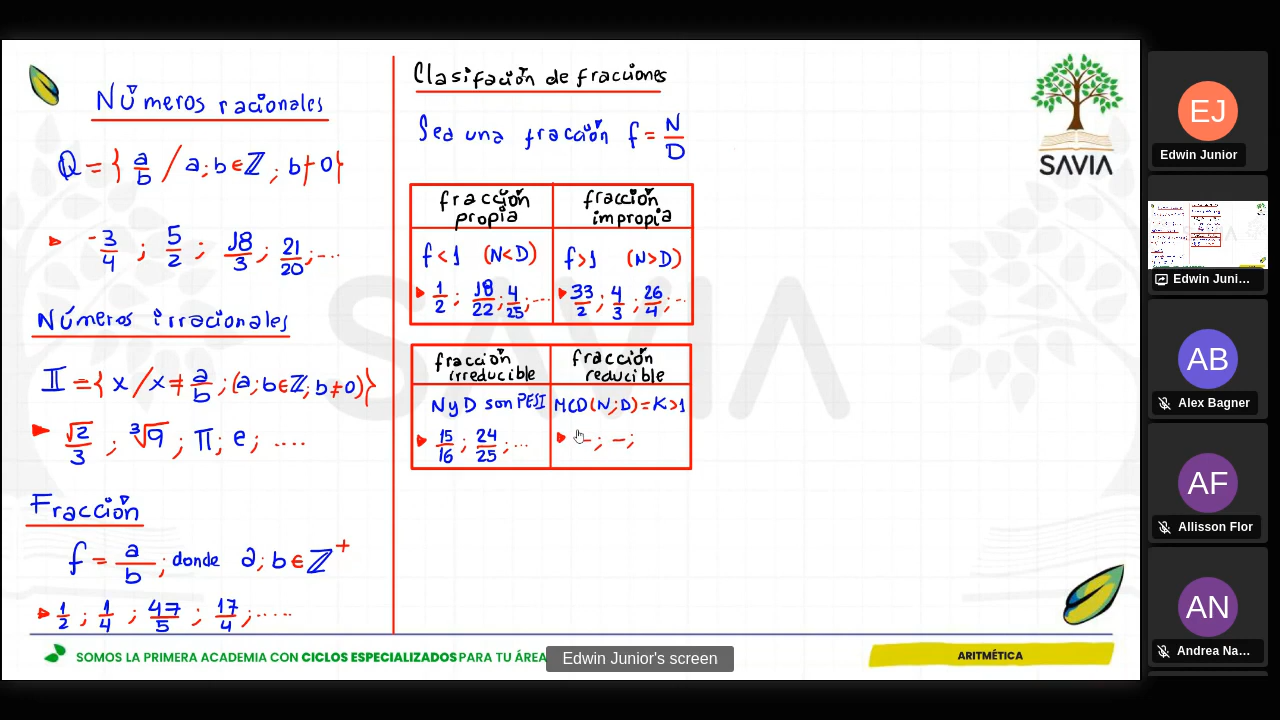 Números racionales
Q = { a/b / a; b ∈ ℤ; b ≠ 0 }
-3/4 ; 5/2 ; 18/3 ; 21/20 ; ...
Números irracionales
𝕀 = { x / x ≠ a/b ; (a; b ∈ ℤ; b ≠ 0) }
√2/3 ; ³√9 ; π ; e ; ....
Fracción
f = a/b ; donde a; b ∈ ℤ⁺
1/2 ; 1/4 ; 47/5 ; 17/4 ; .....
Clasifación de fracciones
Sea una fracción f = N/D
fracción propia
f < 1 (N < D)
1/2 ; 18/22 ; 4/25 ; ...
fracción impropia
f > 1 (N > D)
33/2 ; 4/3 ; 26/4 ; ...
fracción irreducible
N y D son PESI
15/16 ; 24/25 ; ...
fracción reducible
MCD(N; D) = K > 1
– ; – ;
SAVIA
SAVIA
SOMOS LA PRIMERA ACADEMIA CON CICLOS ESPECIALIZADOS PARA TU ÁREA
Edwin Junior's screen
ARITMÉTICA
EJ
Edwin Junior
Edwin Juni...
AB
Alex Bagner
AF
Allisson Flor
AN
Andrea Na...